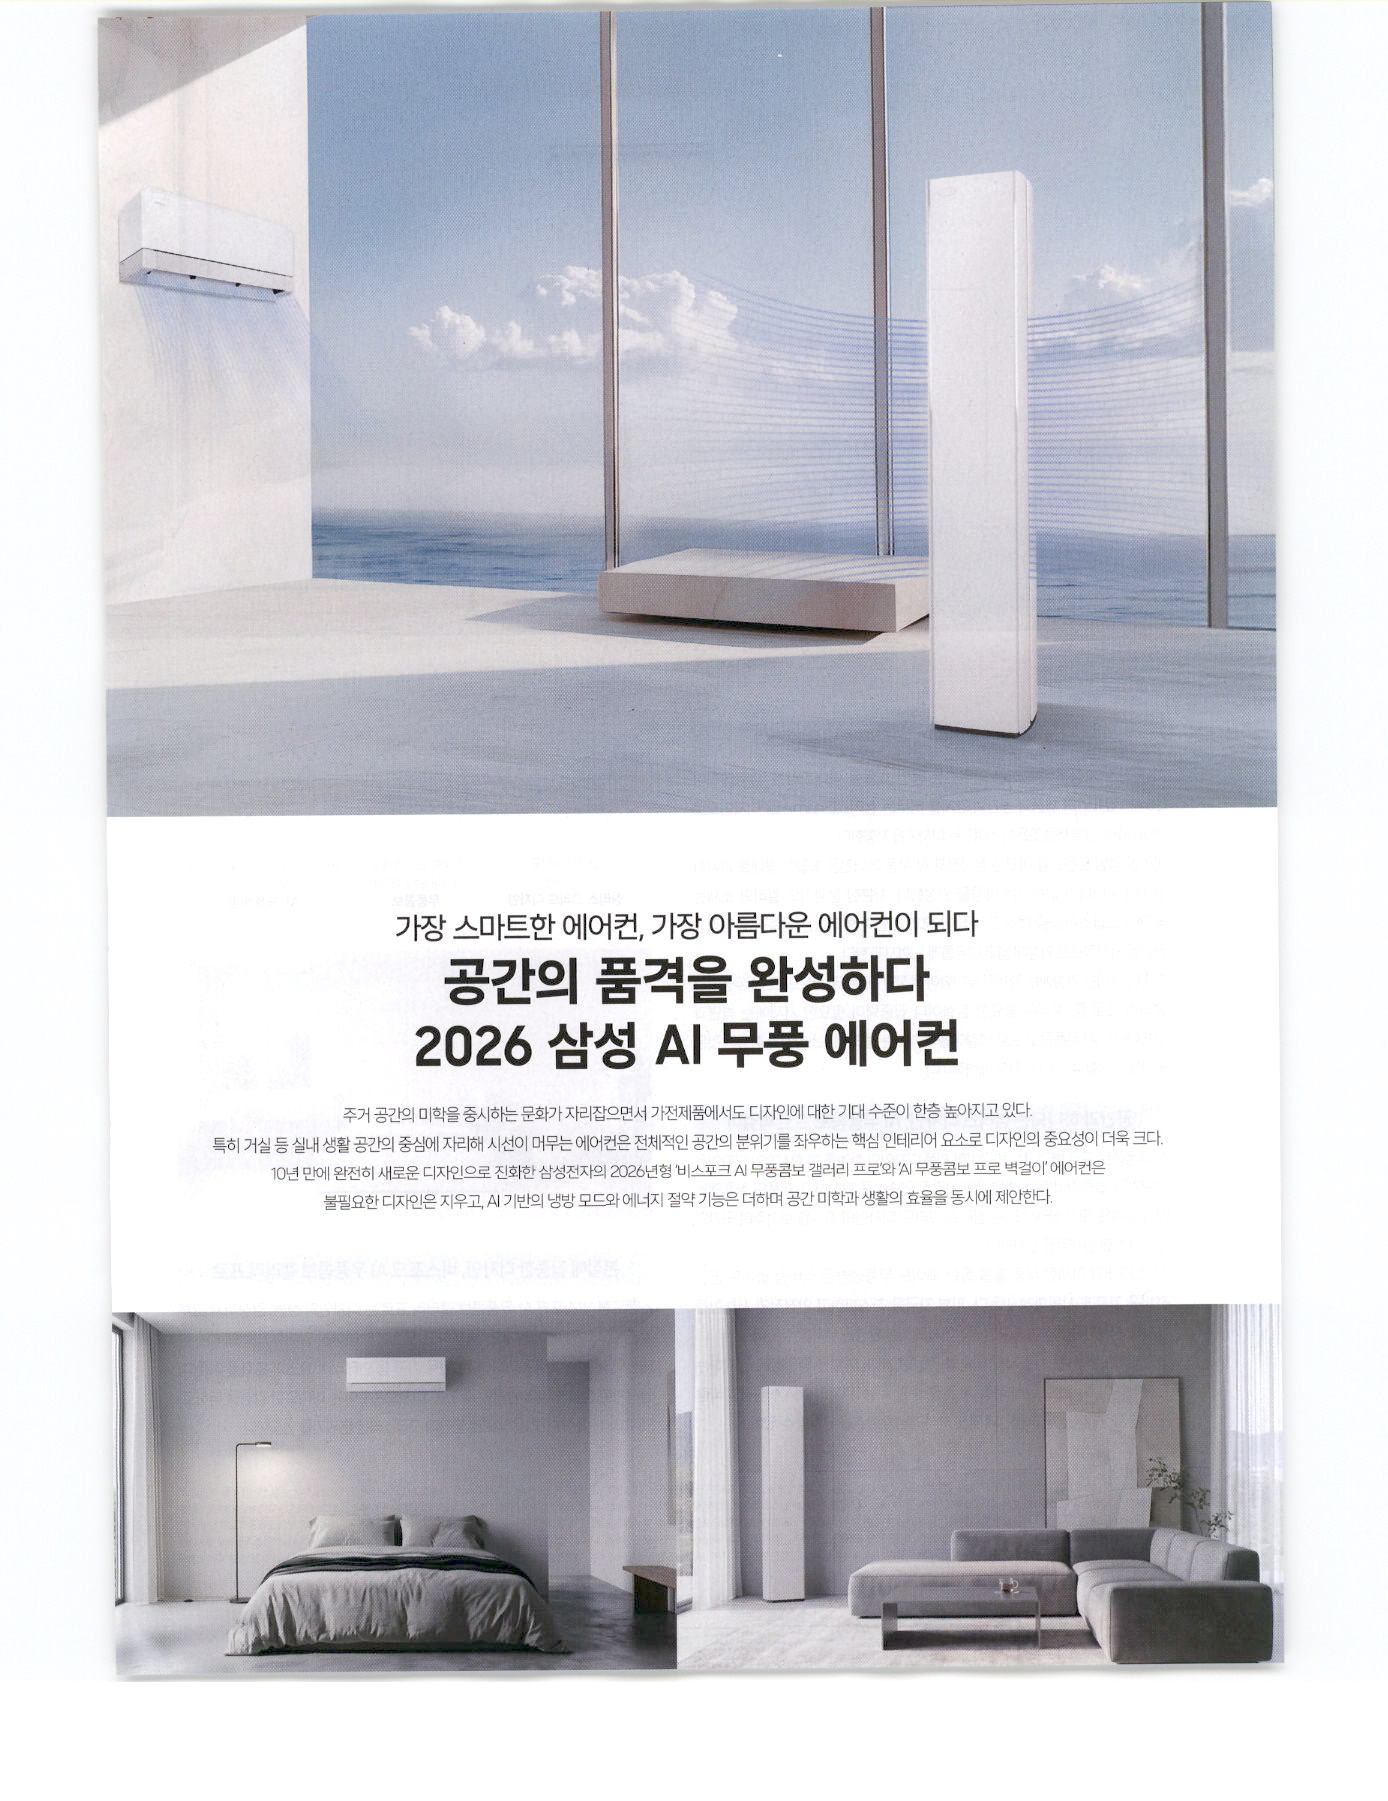 가장 스마트한 에어컨, 가장 아름다운 에어컨이 되다
공간의 품격을 완성하다
2026 삼성 AI 무풍 에어컨
주거 공간의 미학을 중시하는 문화가 자리잡으면서 가전제품에서도 디자인에 대한 기대 수준이 한층 높아지고 있다.
특히 거실 등 실내 생활 공간의 중심에 자리해 시선이 머무는 에어컨은 전체적인 공간의 분위기를 좌우하는 핵심 인테리어 요소로 디자인의 중요성이 더욱 크다.
10년 만에 완전히 새로운 디자인으로 진화한 삼성전자의 2026년형 ‘비스포크 AI 무풍콤보 갤러리 프로’와 ‘AI 무풍콤보 프로 벽걸이’ 에어컨은
불필요한 디자인은 지우고, AI 기반의 냉방 모드와 에너지 절약 기능은 더하며 공간 미학과 생활의 효율을 동시에 제안한다.